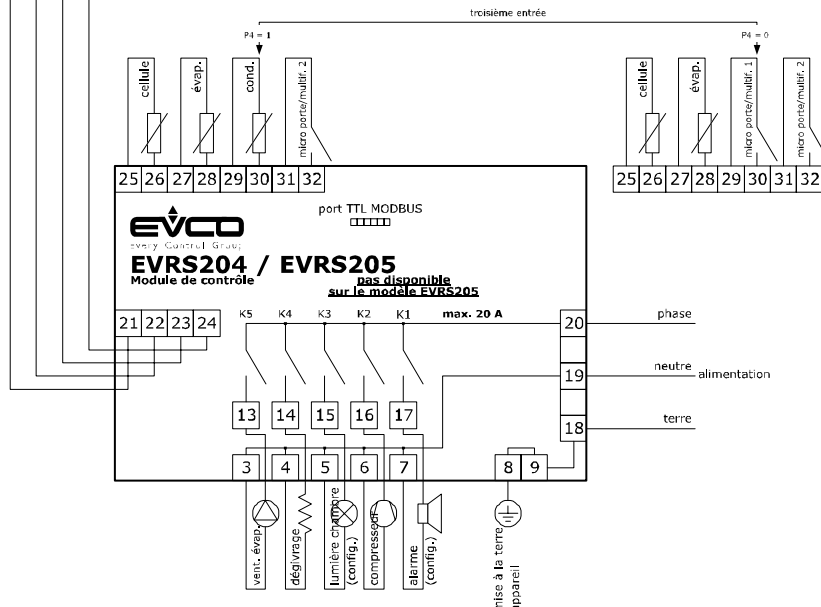 troisième entrée
P4 = 1
P4 = 0
cellule
évap.
cond.
micro porte/multif. 2
cellule
évap.
micro porte/multif. 1
micro porte/multif. 2
25 26 27 28 29 30 31 32
25 26 27 28 29 30 31 32
port TTL MODBUS
EVCO
Every Control Group
EVRS204 / EVRS205
Module de contrôle
pas disponible
sur le modèle EVRS205
21 22 23 24
K5 K4 K3 K2 K1 max. 20 A
20 phase
19 neutre
alimentation
18 terre
13 14 15 16 17
3 4 5 6 7 8 9
vent. évap.
dégivrage
lumière chambre
(config.)
compresseur
alarme
(config.)
mise à la terre
appareil